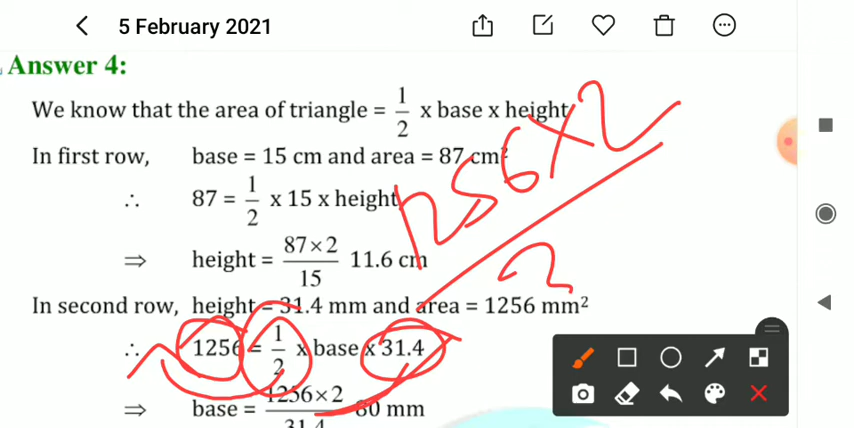 5 February 2021
Answer 4:
We know that the area of triangle = 1/2 x base x height
In first row, base = 15 cm and area = 87 cm²
∴ 87 = 1/2 x 15 x height
⇒ height = 87×2/15 11.6 cm
In second row, height = 31.4 mm and area = 1256 mm²
∴ 1256 = 1/2 x base x 31.4
⇒ base = 1256×2/31.4 80 mm
1256×2
2